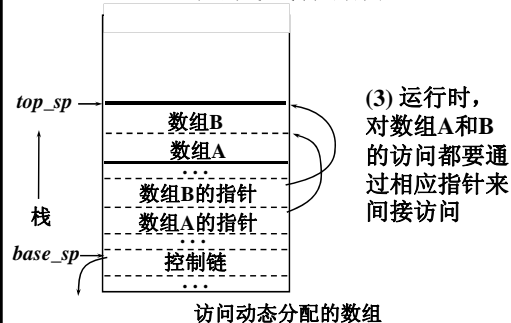 top_sp
数组B
数组A
· · ·
数组B的指针
数组A的指针
· · ·
栈
base_sp
控制链
· · ·
(3) 运行时，
对数组A和B
的访问都要通
过相应指针来
间接访问
访问动态分配的数组